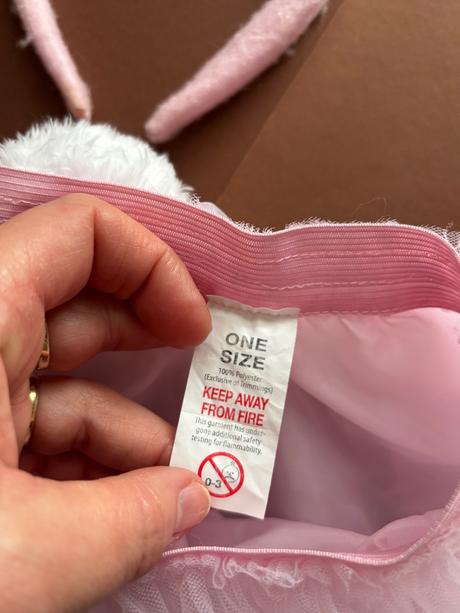 ONE
SIZE
100% Polyester
(Exclusive of Trimmings)
KEEP AWAY
FROM FIRE
This garment has under-
gone additional safety
testing for flammability.
0-3